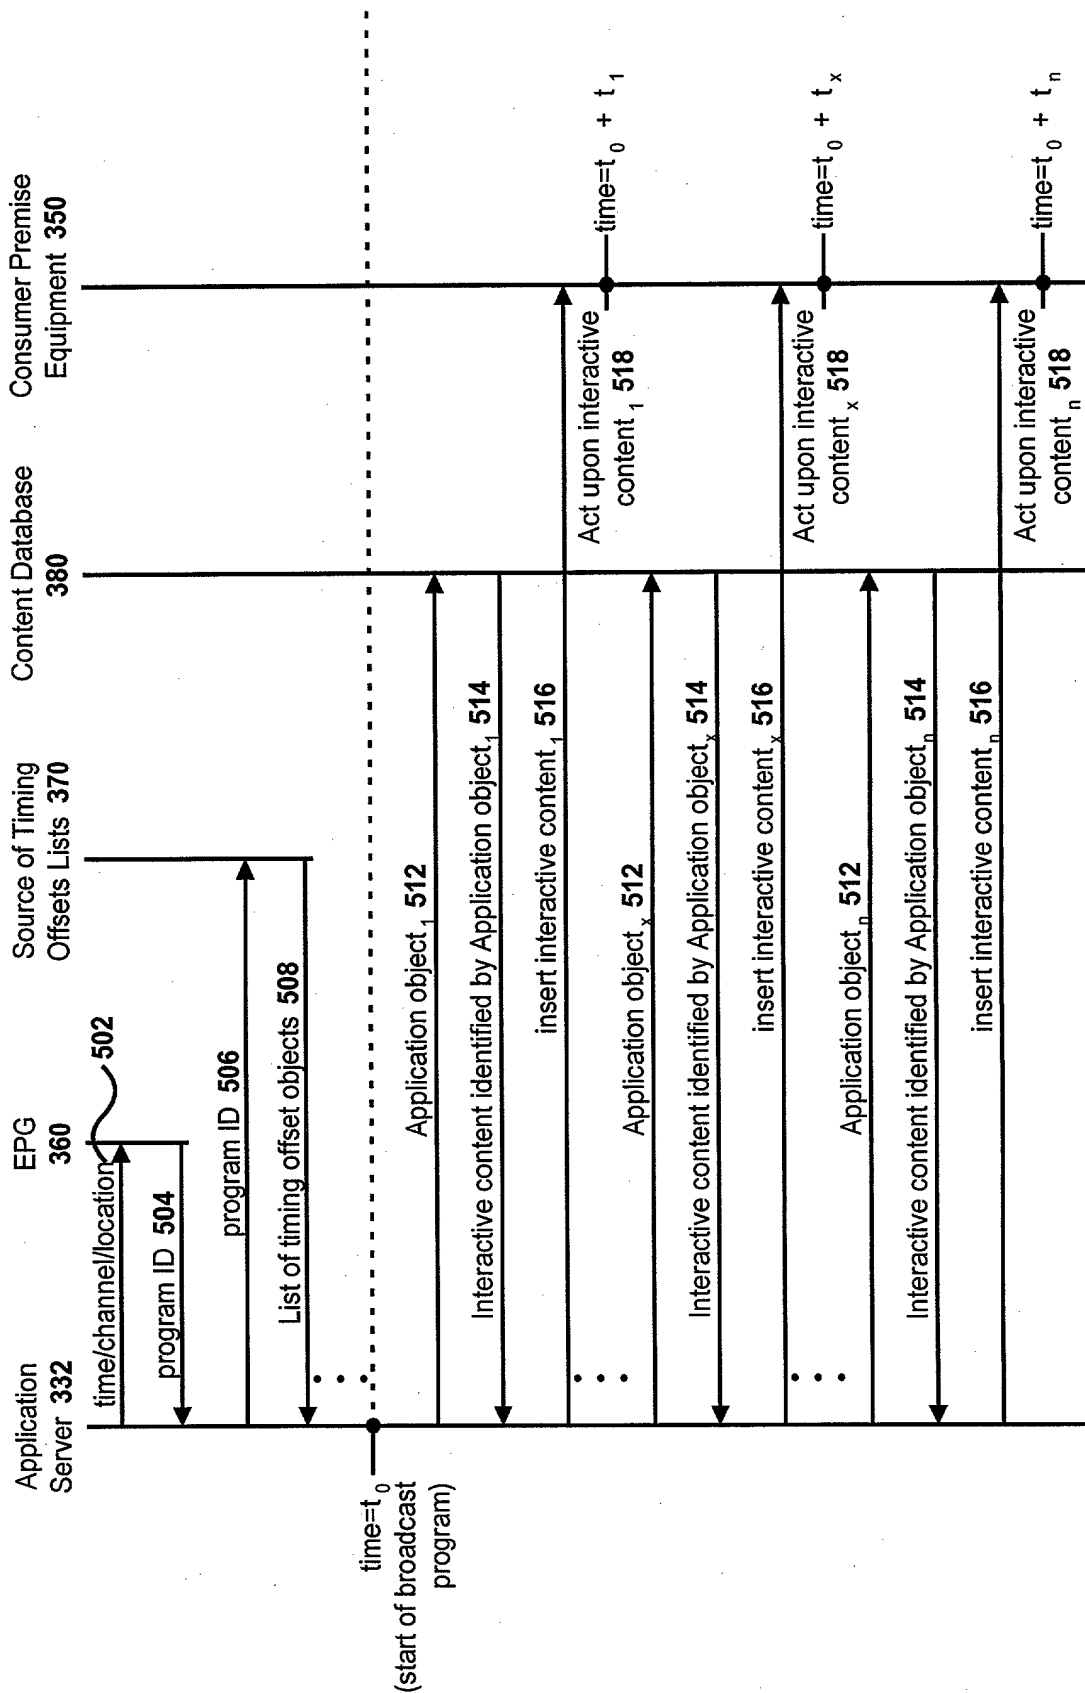 Application
Server 332
EPG
360
Source of Timing
Offsets Lists 370
Content Database
380
Consumer Premise
Equipment 350
time/channel/location
502
program ID 504
program ID 506
List of timing offset objects 508
time=t0
(start of broadcast
program)
Application object1 512
Interactive content identified by Application object1 514
insert interactive content1 516
Act upon interactive
content1 518
time=t0 + t1
Application objectx 512
Interactive content identified by Application objectx 514
insert interactive contentx 516
Act upon interactive
contentx 518
time=t0 + tx
Application objectn 512
Interactive content identified by Application objectn 514
insert interactive contentn 516
Act upon interactive
contentn 518
time=t0 + tn